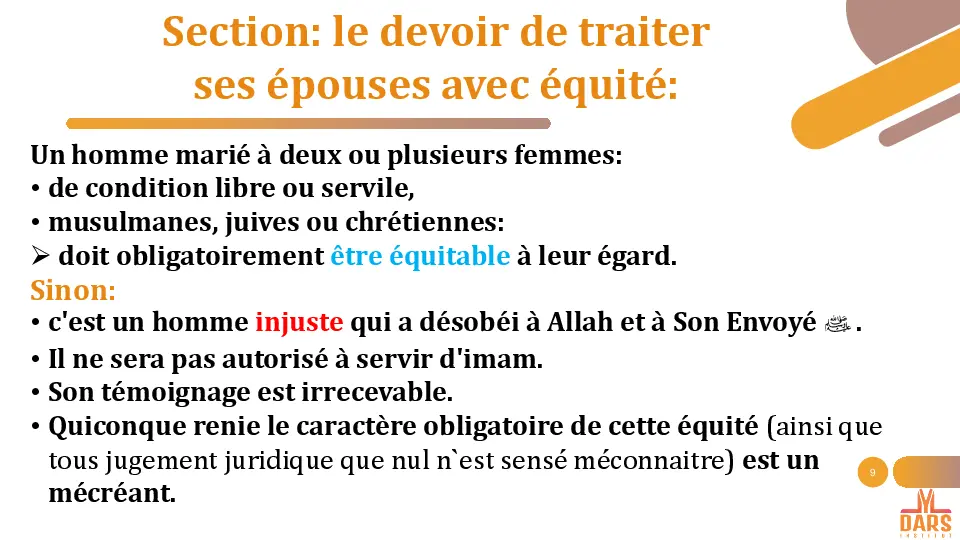 Section: le devoir de traiter
ses épouses avec équité:
Un homme marié à deux ou plusieurs femmes:
• de condition libre ou servile,
• musulmanes, juives ou chrétiennes:
➢ doit obligatoirement être équitable à leur égard.
Sinon:
• c'est un homme injuste qui a désobéi à Allah et à Son Envoyé ﷺ .
• Il ne sera pas autorisé à servir d'imam.
• Son témoignage est irrecevable.
• Quiconque renie le caractère obligatoire de cette équité (ainsi que
tous jugement juridique que nul n`est sensé méconnaitre) est un
mécréant.
9
DARS
INSTITUT